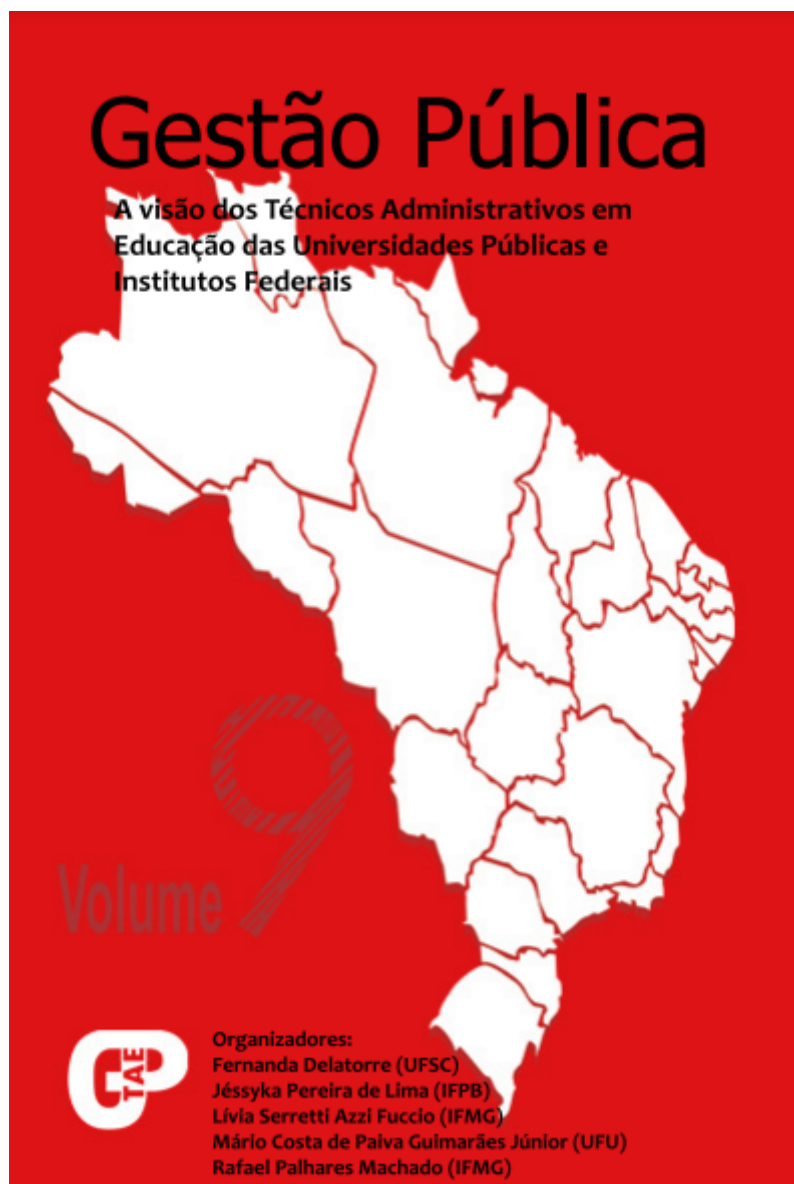 Gestão Pública
A visão dos Técnicos Administrativos em
Educação das Universidades Públicas e
Institutos Federais
Volume 9
GP
TAE
Organizadores:
Fernanda Delatorre (UFSC)
Jéssyka Pereira de Lima (IFPB)
Lívia Serretti Azzi Fuccio (IFMG)
Mário Costa de Paiva Guimarães Júnior (UFU)
Rafael Palhares Machado (IFMG)